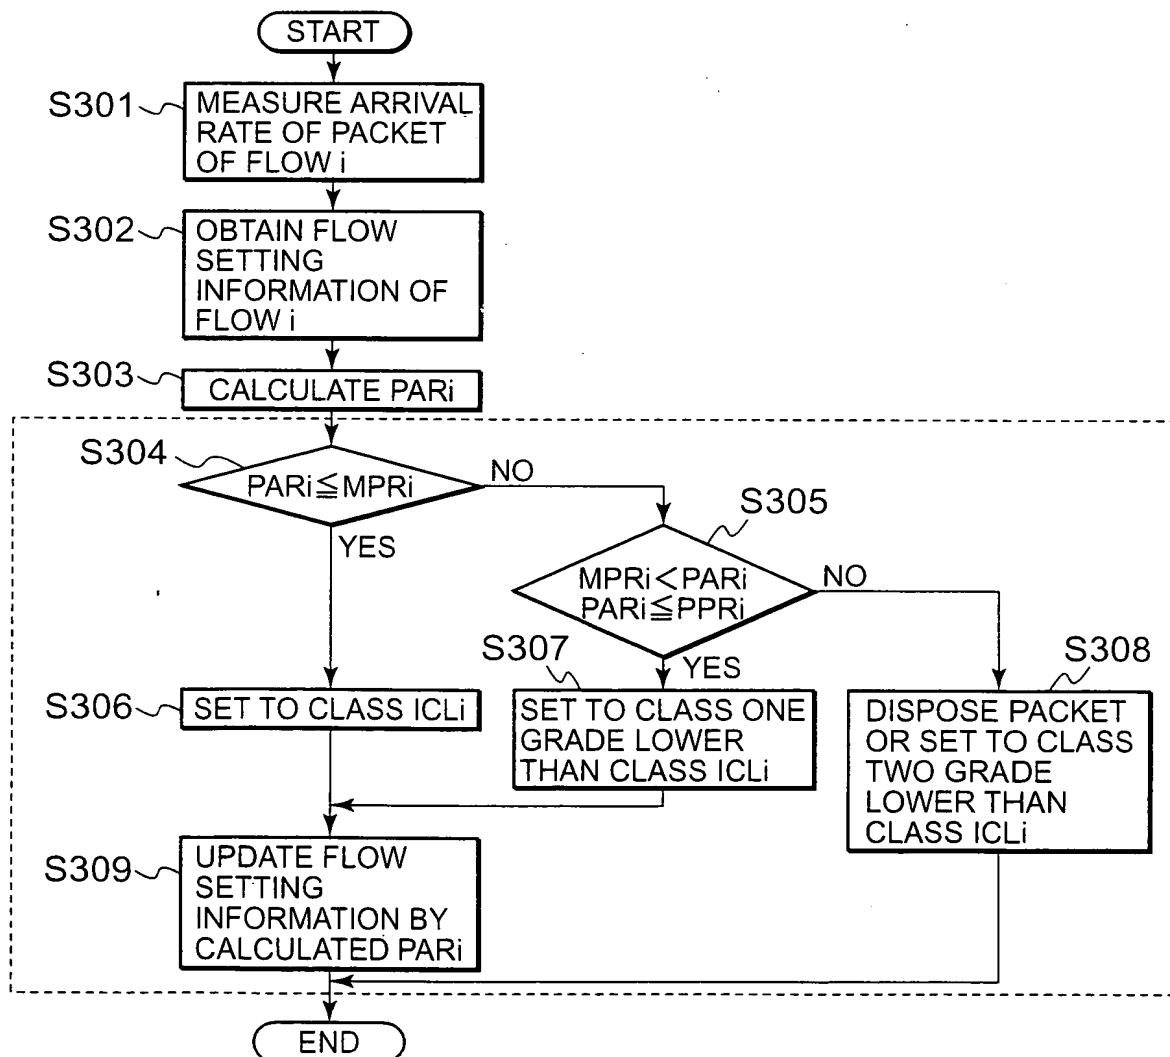 START
S301
MEASURE ARRIVAL
RATE OF PACKET
OF FLOW i
S302
OBTAIN FLOW
SETTING
INFORMATION OF
FLOW i
S303
CALCULATE PARi
S304
PARi≦MPRi
NO
YES
S305
MPRi<PARi
PARi≦PPRi
NO
YES
S306
SET TO CLASS ICLi
S307
SET TO CLASS ONE
GRADE LOWER
THAN CLASS ICLi
S308
DISPOSE PACKET
OR SET TO CLASS
TWO GRADE
LOWER THAN
CLASS ICLi
S309
UPDATE FLOW
SETTING
INFORMATION BY
CALCULATED PARi
END